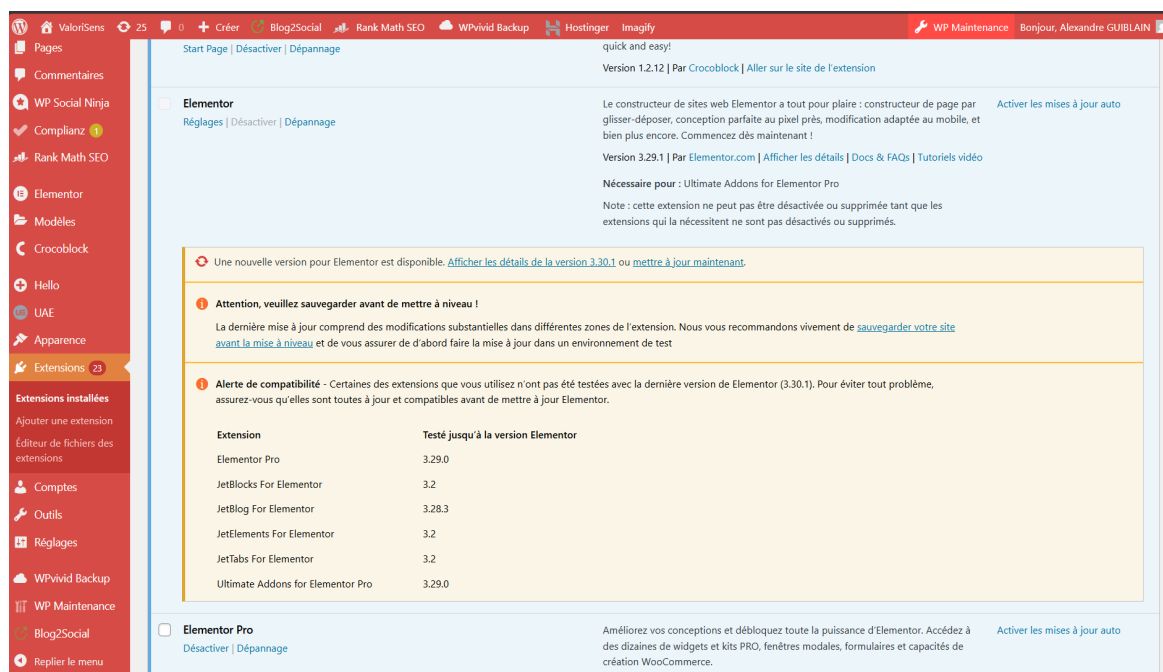 ValoriSens 25 0 Créer Blog2Social Rank Math SEO WPvivid Backup Hostinger Imagify WP Maintenance Bonjour, Alexandre GUIBLAIN
Pages
Commentaires
WP Social Ninja
Complianz 1
Rank Math SEO
Elementor
Modèles
Crocoblock
Hello
UAE
Apparence
Extensions 23
Extensions installées
Ajouter une extension
Éditeur de fichiers des
extensions
Comptes
Outils
Réglages
WPvivid Backup
WP Maintenance
Blog2Social
Replier le menu
Start Page | Désactiver | Dépannage
quick and easy!
Version 1.2.12 | Par Crocoblock | Aller sur le site de l'extension
Elementor
Réglages | Désactiver | Dépannage
Le constructeur de sites web Elementor a tout pour plaire : constructeur de page par
glisser-déposer, conception parfaite au pixel près, modification adaptée au mobile, et
bien plus encore. Commencez dès maintenant !
Version 3.29.1 | Par Elementor.com | Afficher les détails | Docs & FAQs | Tutoriels vidéo
Nécessaire pour : Ultimate Addons for Elementor Pro
Note : cette extension ne peut pas être désactivée ou supprimée tant que les
extensions qui la nécessitent ne sont pas désactivés ou supprimés.
Activer les mises à jour auto
Une nouvelle version pour Elementor est disponible. Afficher les détails de la version 3.30.1 ou mettre à jour maintenant.
Attention, veuillez sauvegarder avant de mettre à niveau !
La dernière mise à jour comprend des modifications substantielles dans différentes zones de l'extension. Nous vous recommandons vivement de sauvegarder votre site
avant la mise à niveau et de vous assurer de d'abord faire la mise à jour dans un environnement de test
Alerte de compatibilité - Certaines des extensions que vous utilisez n'ont pas été testées avec la dernière version de Elementor (3.30.1). Pour éviter tout problème,
assurez-vous qu'elles sont toutes à jour et compatibles avant de mettre à jour Elementor.
Extension Testé jusqu'à la version Elementor
Elementor Pro 3.29.0
JetBlocks For Elementor 3.2
JetBlog For Elementor 3.28.3
JetElements For Elementor 3.2
JetTabs For Elementor 3.2
Ultimate Addons for Elementor Pro 3.29.0
Elementor Pro
Désactiver | Dépannage
Améliorez vos conceptions et débloquez toute la puissance d'Elementor. Accédez à
des dizaines de widgets et kits PRO, fenêtres modales, formulaires et capacités de
création WooCommerce.
Activer les mises à jour auto